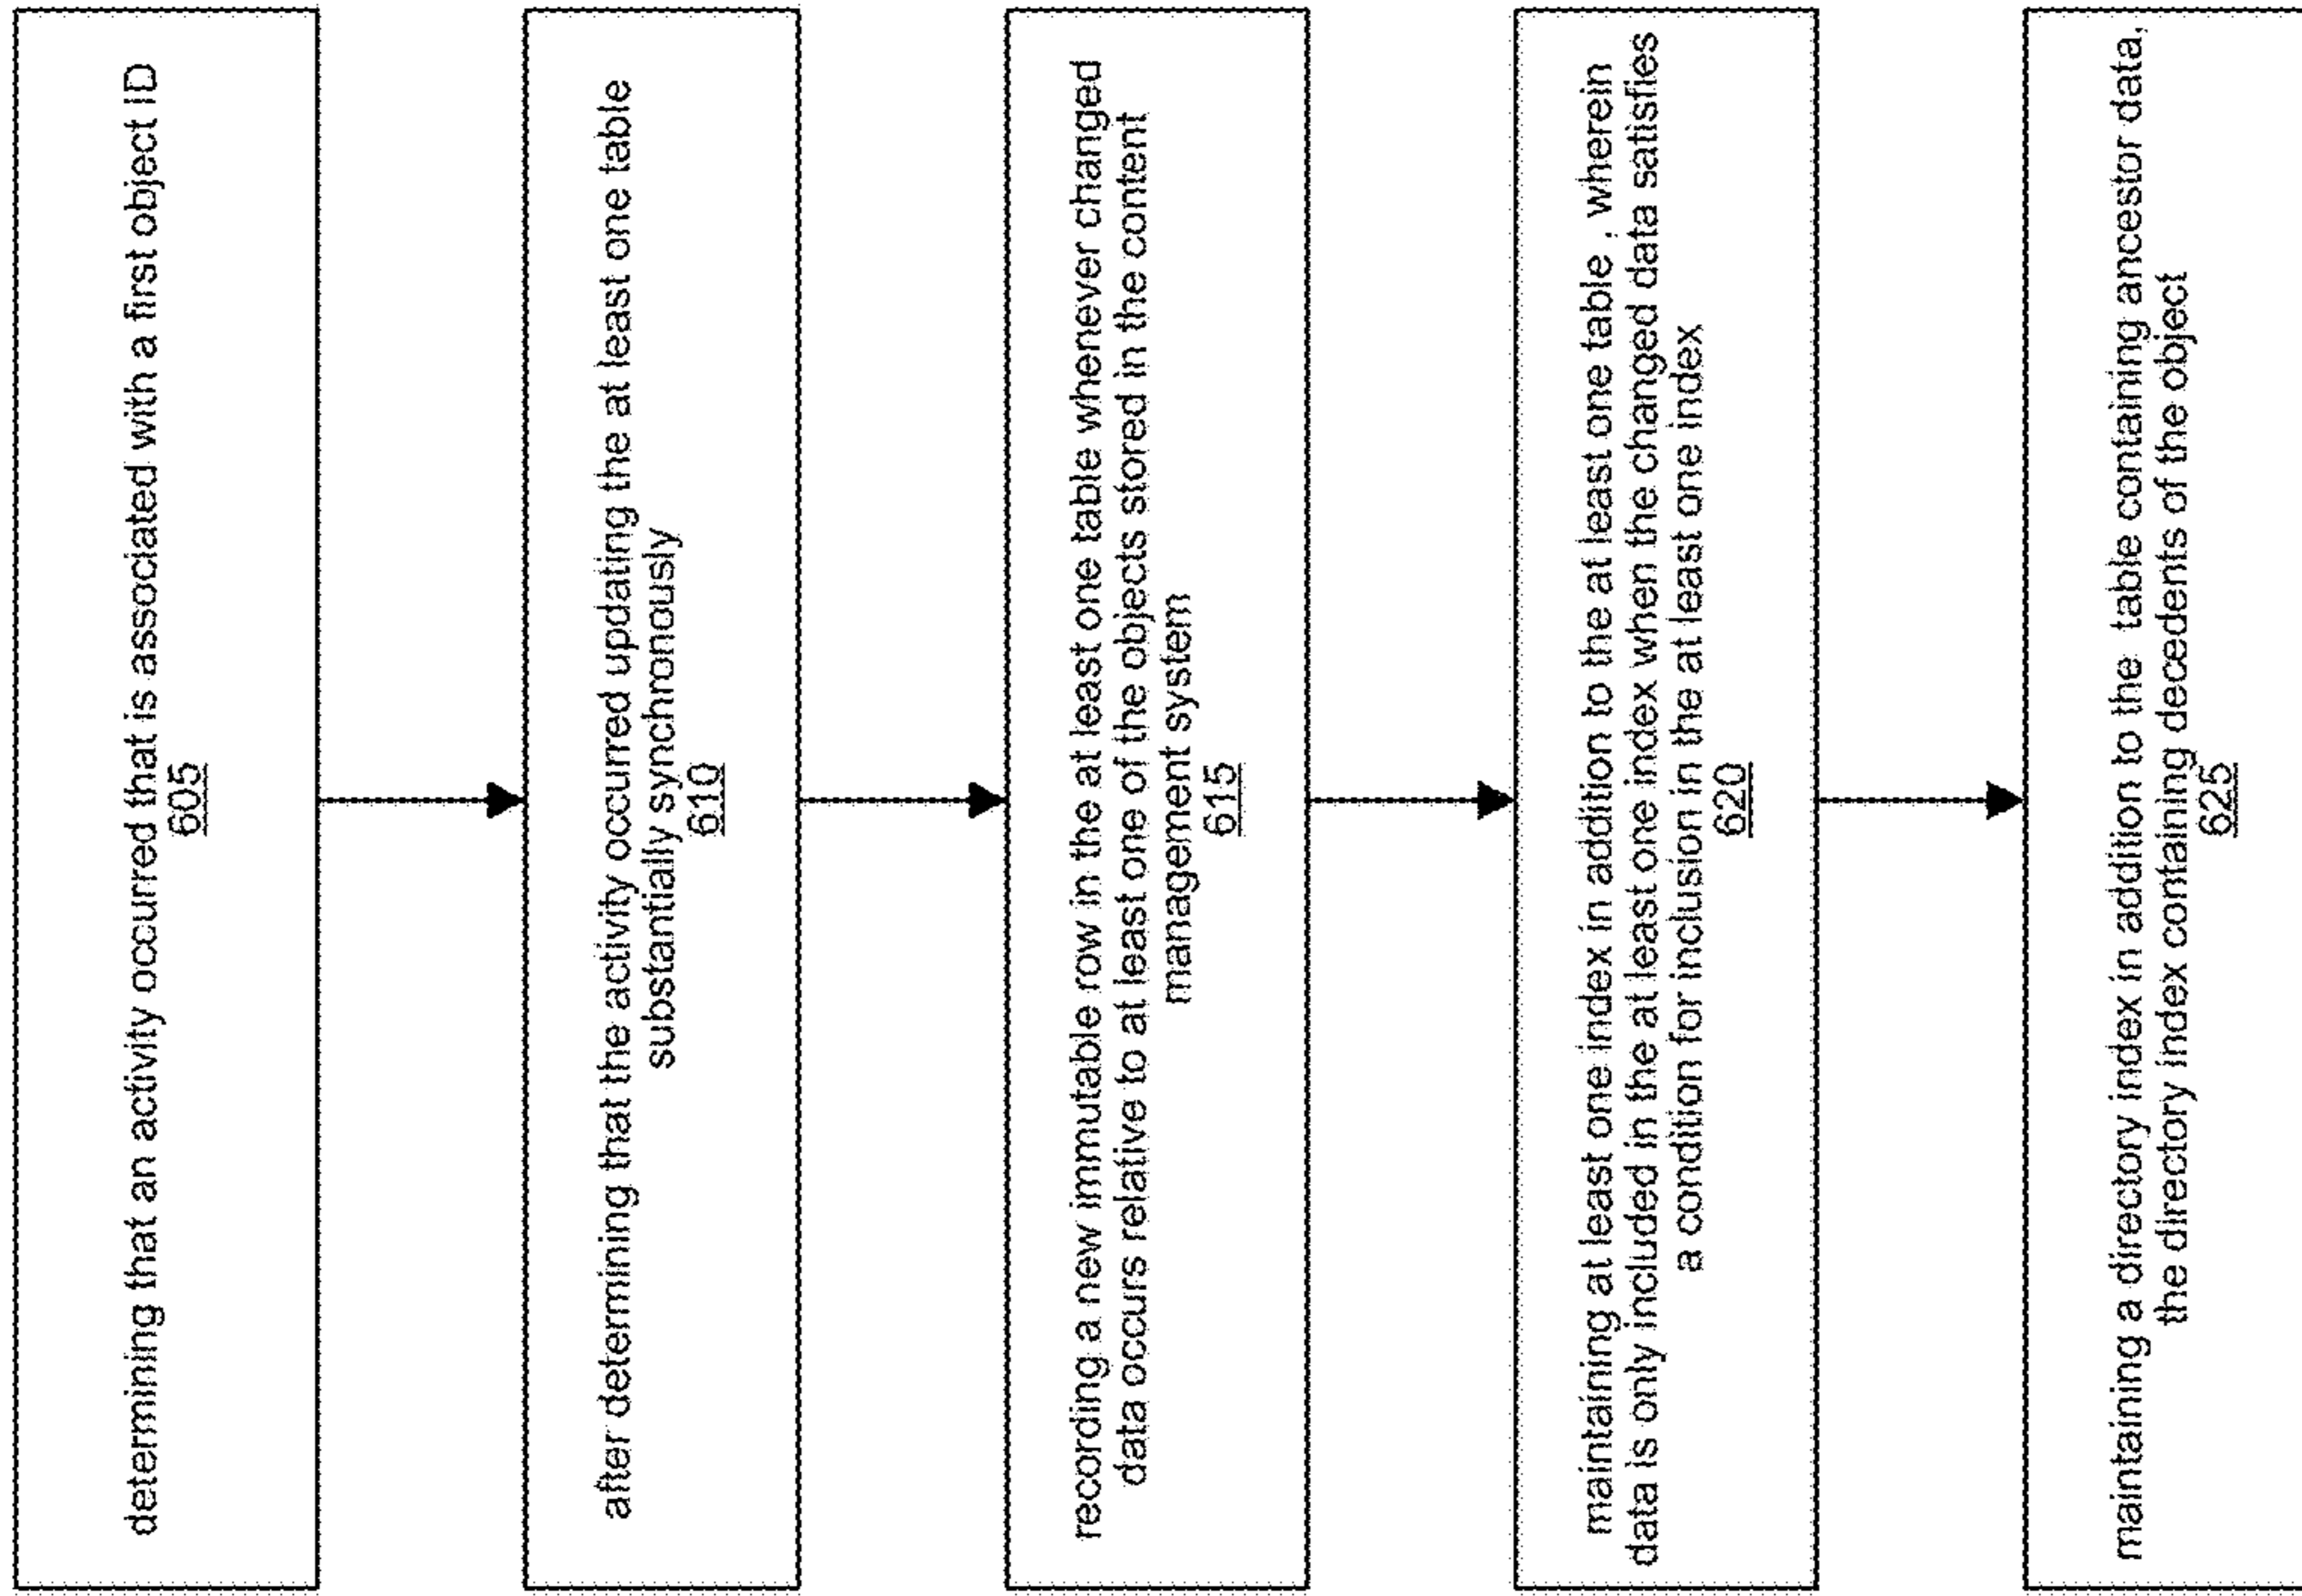 determining that an activity occurred that is associated with a first object ID
605
after determining that the activity occurred updating the at least one table
substantially synchronously
610
recording a new immutable row in the at least one table whenever changed
data occurs relative to at least one of the objects stored in the content
management system
615
maintaining at least one index in addition to the at least one table , wherein
data is only included in the at least one index when the changed data satisfies
a condition for inclusion in the at least one index
620
maintaining a directory index in addition to the table containing ancestor data,
the directory index containing decedents of the object
625